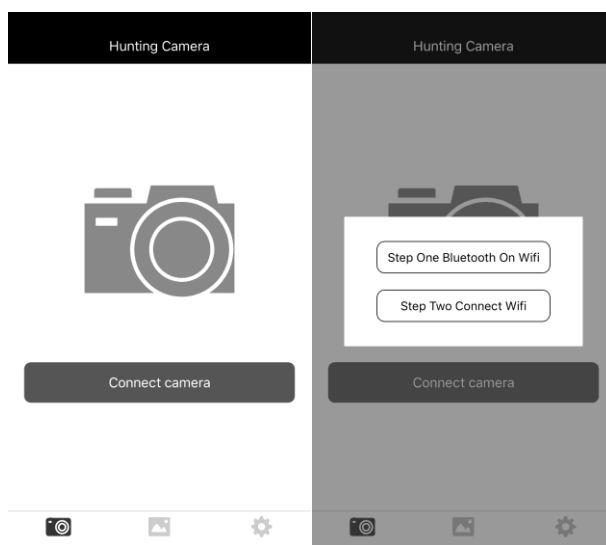 Hunting Camera
Connect camera
Hunting Camera
Step One Bluetooth On Wifi
Step Two Connect Wifi
Connect camera